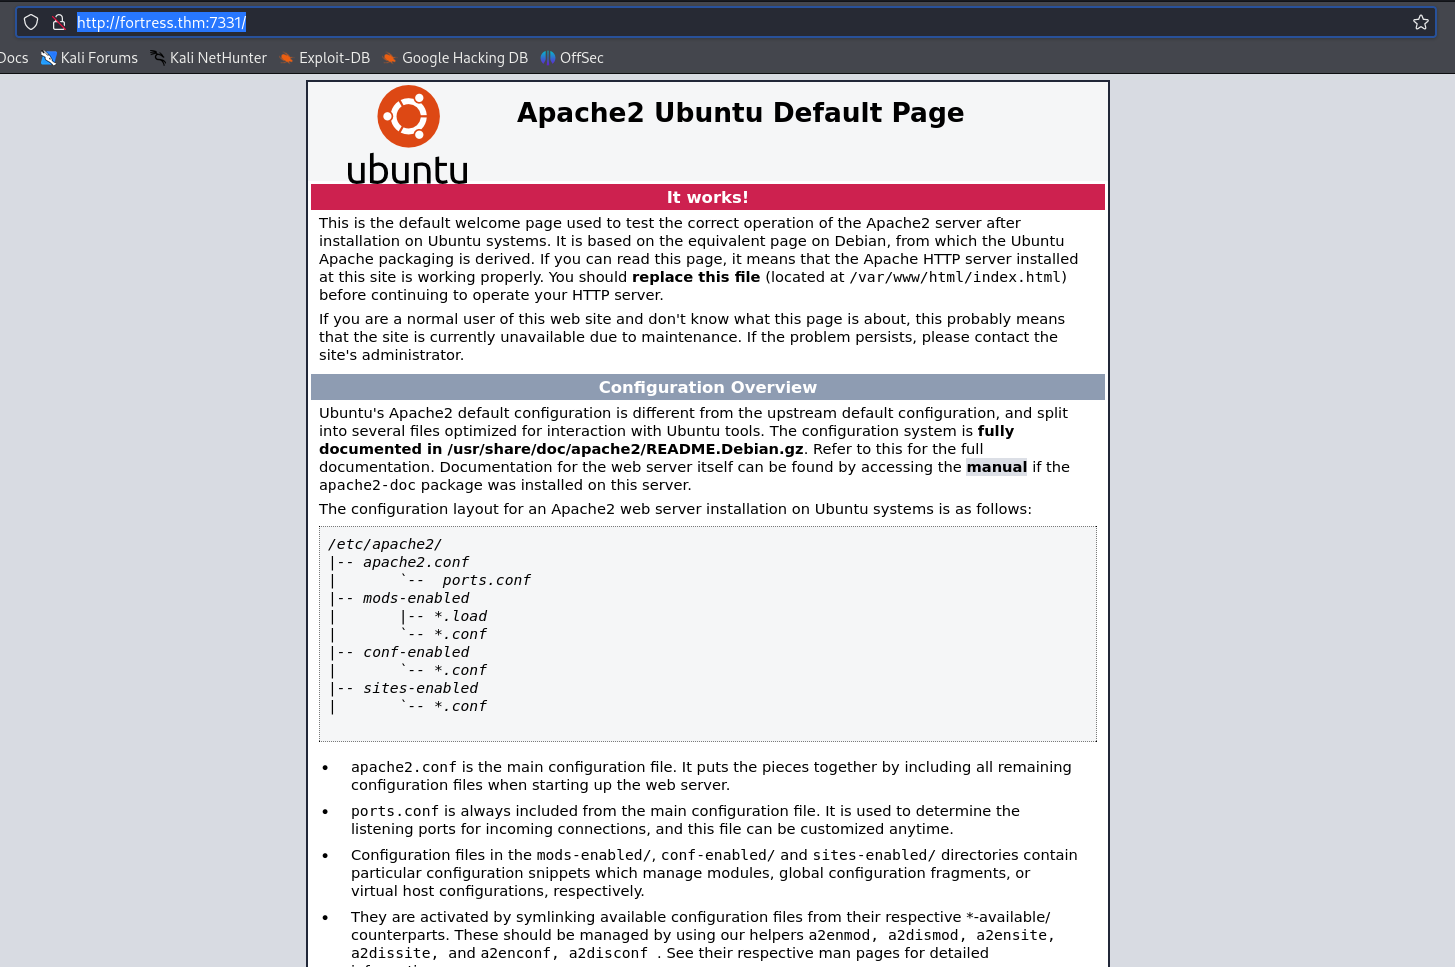 http://fortress.thm:7331/
Docs Kali Forums Kali NetHunter Exploit-DB Google Hacking DB OffSec
Apache2 Ubuntu Default Page
ubuntu
It works!
This is the default welcome page used to test the correct operation of the Apache2 server after
installation on Ubuntu systems. It is based on the equivalent page on Debian, from which the Ubuntu
Apache packaging is derived. If you can read this page, it means that the Apache HTTP server installed
at this site is working properly. You should replace this file (located at /var/www/html/index.html)
before continuing to operate your HTTP server.
If you are a normal user of this web site and don't know what this page is about, this probably means
that the site is currently unavailable due to maintenance. If the problem persists, please contact the
site's administrator.
Configuration Overview
Ubuntu's Apache2 default configuration is different from the upstream default configuration, and split
into several files optimized for interaction with Ubuntu tools. The configuration system is fully
documented in /usr/share/doc/apache2/README.Debian.gz. Refer to this for the full
documentation. Documentation for the web server itself can be found by accessing the manual if the
apache2-doc package was installed on this server.
The configuration layout for an Apache2 web server installation on Ubuntu systems is as follows:
/etc/apache2/
|-- apache2.conf
|       `--  ports.conf
|-- mods-enabled
|       |-- *.load
|       `-- *.conf
|-- conf-enabled
|       `-- *.conf
|-- sites-enabled
|       `-- *.conf
• apache2.conf is the main configuration file. It puts the pieces together by including all remaining
configuration files when starting up the web server.
• ports.conf is always included from the main configuration file. It is used to determine the
listening ports for incoming connections, and this file can be customized anytime.
• Configuration files in the mods-enabled/, conf-enabled/ and sites-enabled/ directories contain
particular configuration snippets which manage modules, global configuration fragments, or
virtual host configurations, respectively.
• They are activated by symlinking available configuration files from their respective *-available/
counterparts. These should be managed by using our helpers a2enmod, a2dismod, a2ensite,
a2dissite, and a2enconf, a2disconf . See their respective man pages for detailed